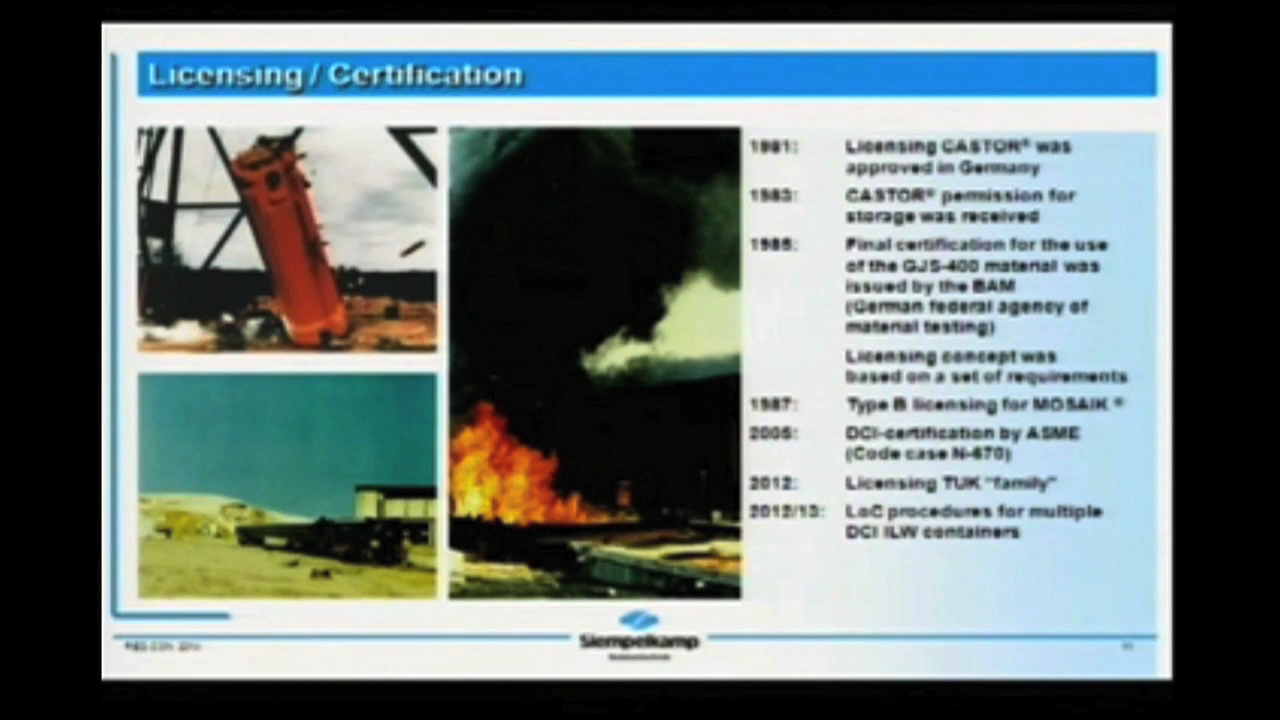 Licensing / Certification
1981: Licensing CASTOR® was
approved in Germany
1983: CASTOR® permission for
storage was received
1985: Final certification for the use
of the GJS-400 material was
issued by the BAM
(German federal agency of
material testing)
Licensing concept was
based on a set of requirements
1987: Type B licensing for MOSAIK ®
2005: DCI-certification by ASME
(Code case N-670)
2012: Licensing TUK "family"
2012/13: LoC procedures for multiple
DCI ILW containers
Siempelkamp